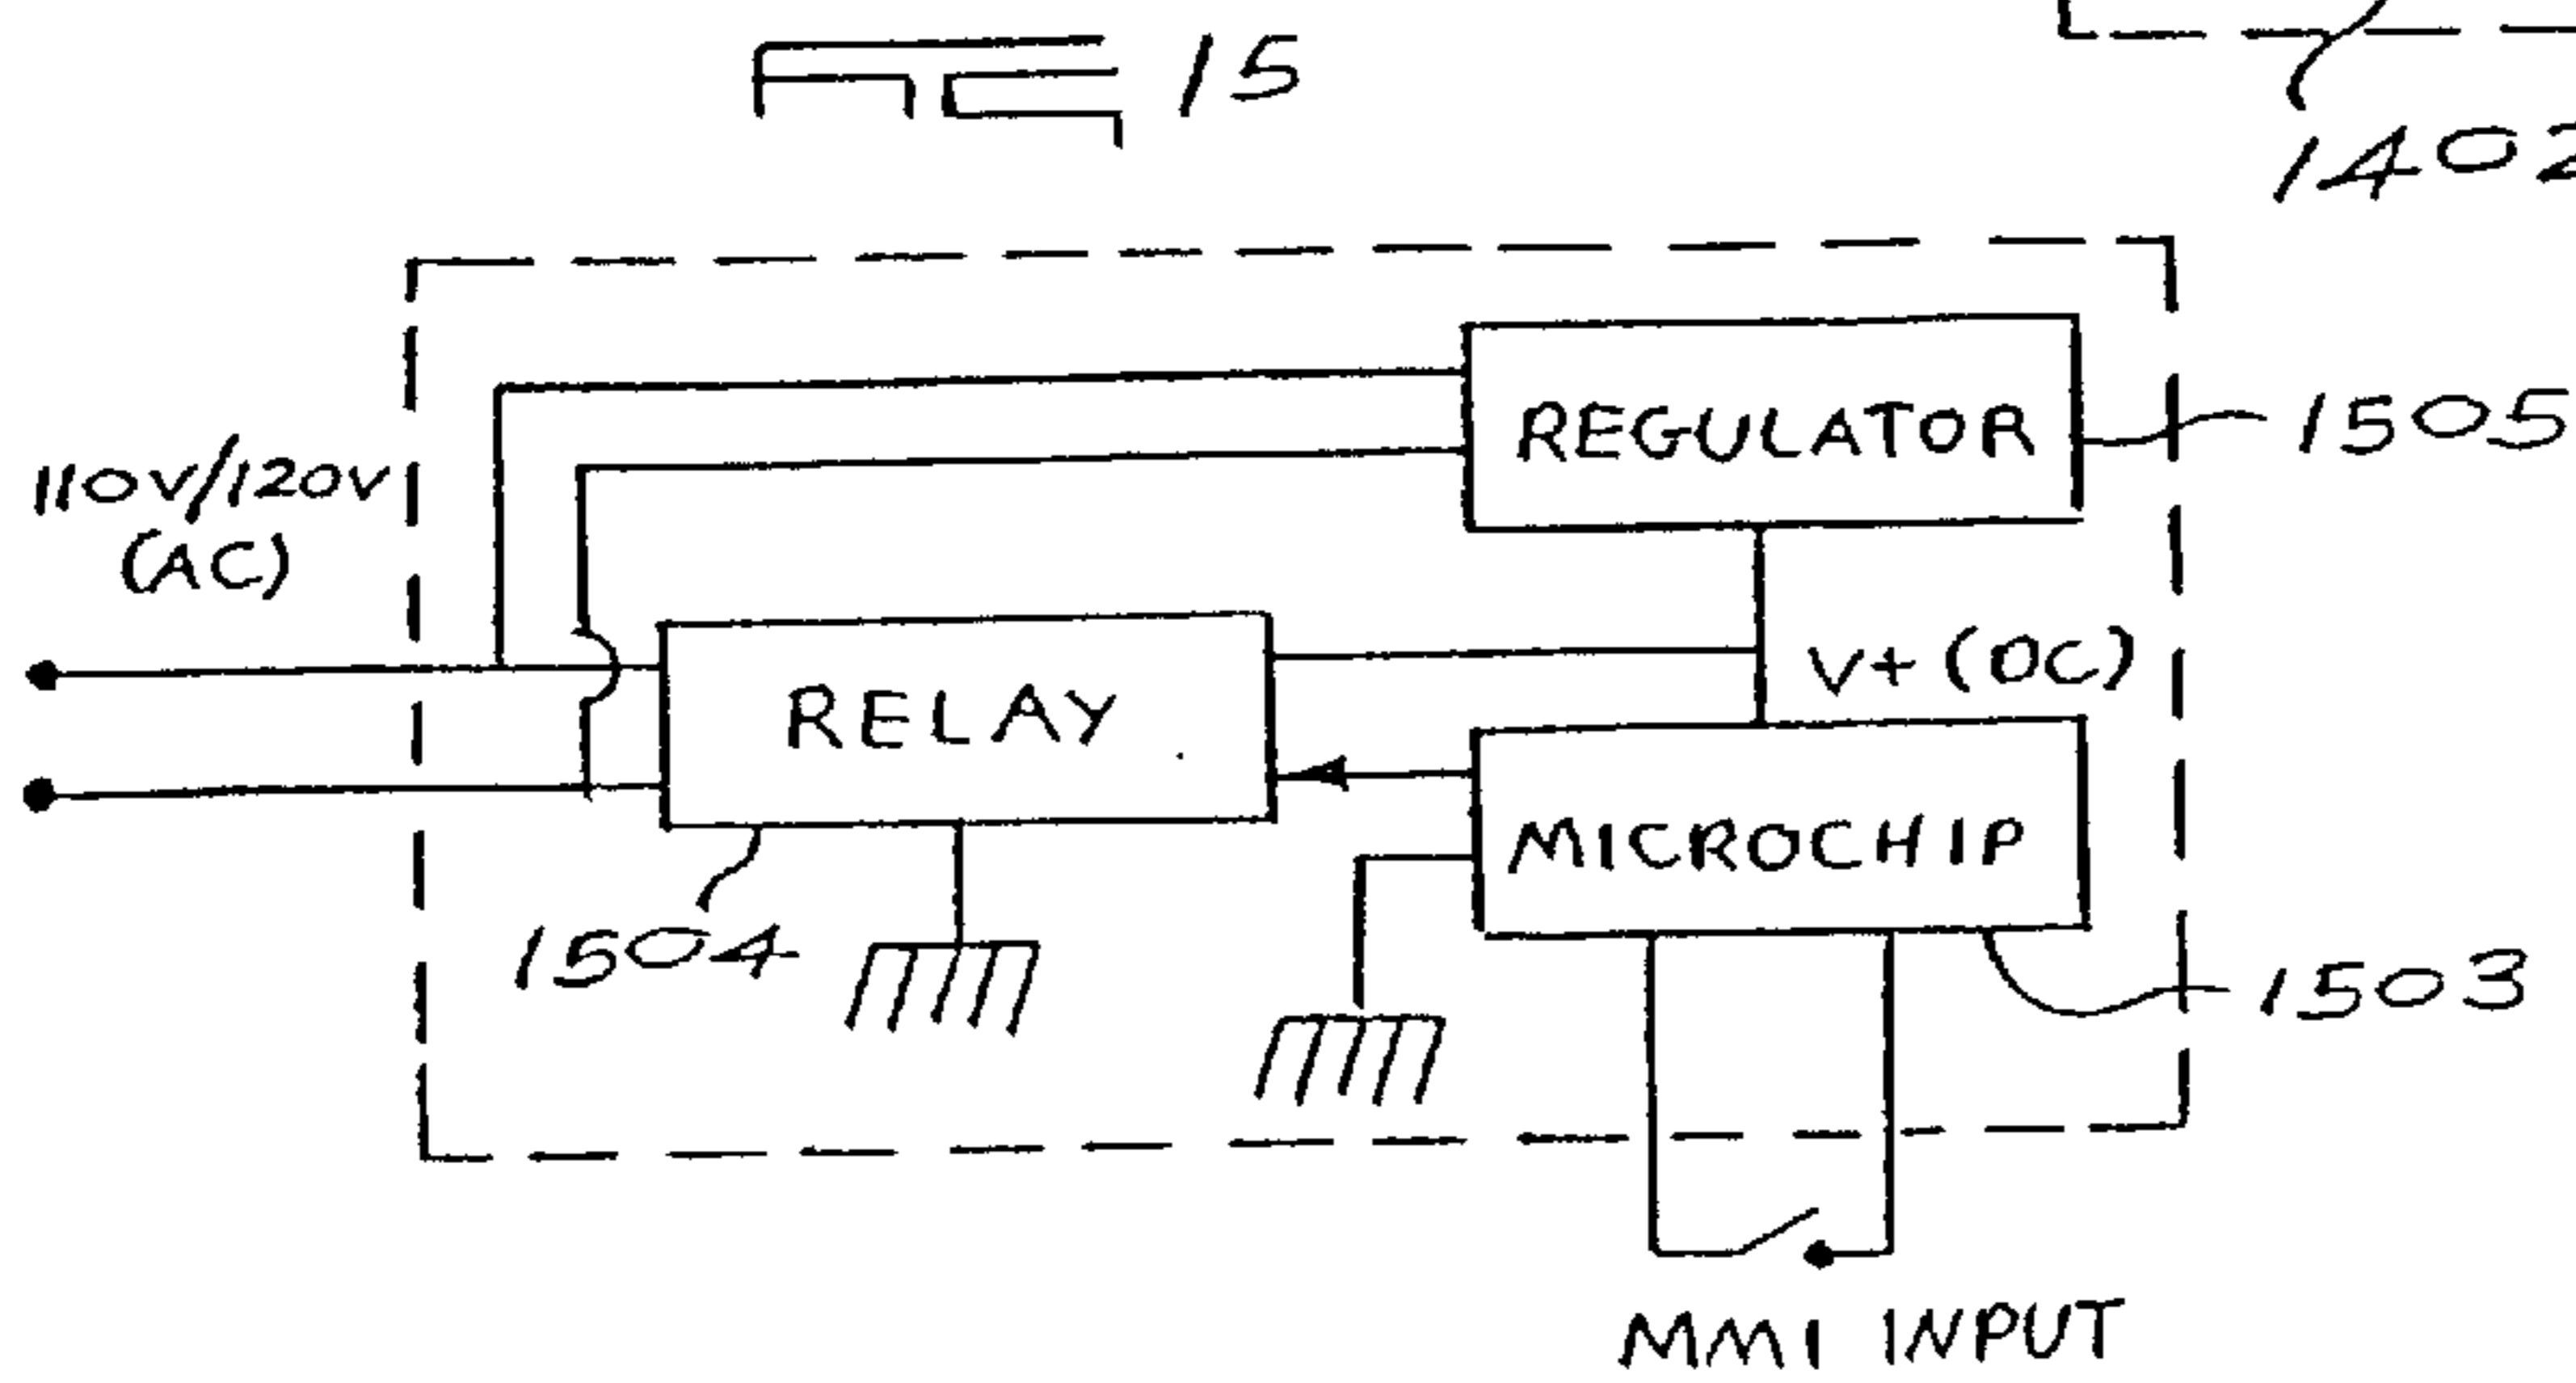 FIG 15
1402
REGULATOR
1505
110V/120V
(AC)
V+ (DC)
RELAY
MICROCHIP
1504
1503
MMI INPUT